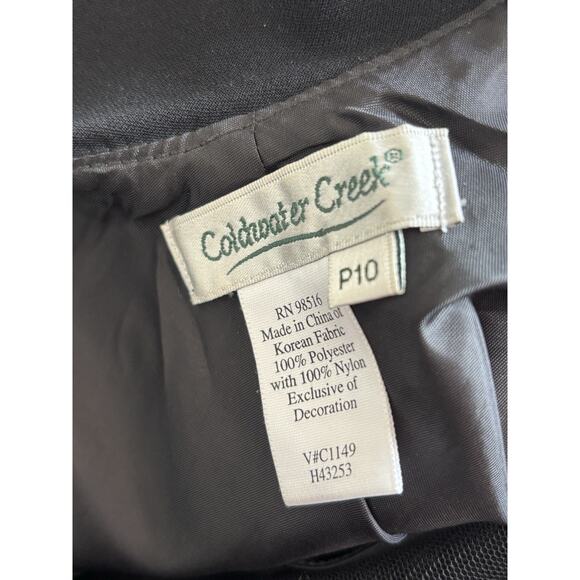 Coldwater Creek®
P10
RN 98516
Made in China of
Korean Fabric
100% Polyester
with 100% Nylon
Exclusive of
Decoration
V#C1149
H43253